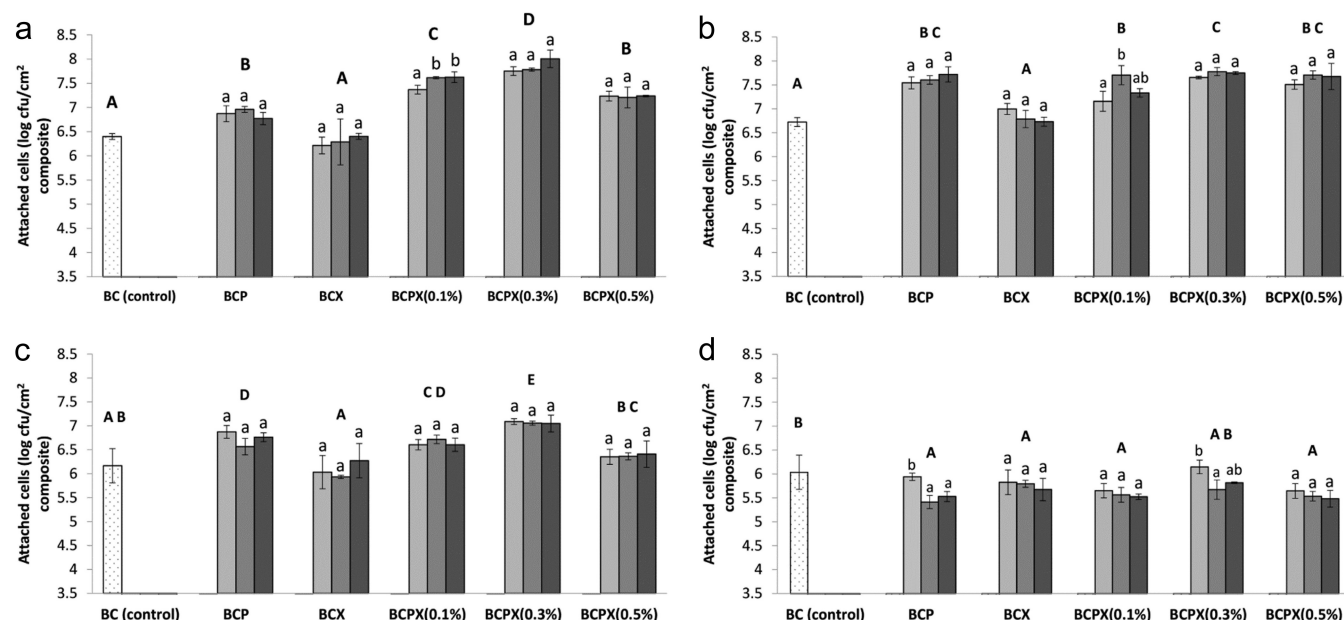 a
Attached cells (log cfu/cm²
composite)
8.5
8
7.5
7
6.5
6
5.5
5
4.5
4
3.5
A
B
A
C
D
B
a a a
a a a
a b b
a a a
a a a
BC (control) BCP BCX BCPX(0.1%) BCPX(0.3%) BCPX(0.5%)
b
Attached cells (log cfu/cm²
composite)
8.5
8
7.5
7
6.5
6
5.5
5
4.5
4
3.5
A
B C
A
B
C
B C
a a a
a a a
a b ab
a a a
a a a
BC (control) BCP BCX BCPX(0.1%) BCPX(0.3%) BCPX(0.5%)
c
Attached cells (log cfu/cm²
composite)
8.5
8
7.5
7
6.5
6
5.5
5
4.5
4
3.5
A B
D
A
C D
E
B C
a a a
a a a
a a a
a a a
a a a
BC (control) BCP BCX BCPX(0.1%) BCPX(0.3%) BCPX(0.5%)
d
Attached cells (log cfu/cm²
composite)
8.5
8
7.5
7
6.5
6
5.5
5
4.5
4
3.5
B
A
A
A
A B
A
b a a
a a a
a a a
b a ab
a a a
BC (control) BCP BCX BCPX(0.1%) BCPX(0.3%) BCPX(0.5%)